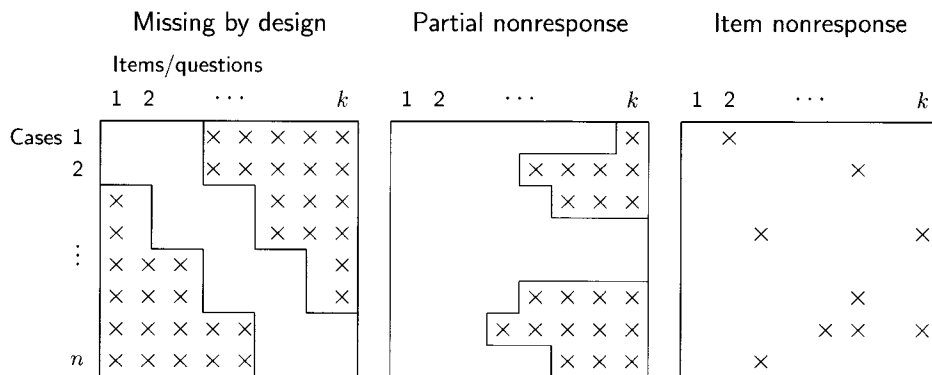 Missing by design Partial nonresponse Item nonresponse
Items/questions
1 2 ··· k 1 2 ··· k 1 2 ··· k
Cases 1 × × × × × × ×
2 × × × × × × × × × ×
× × × × × × ×
× × × × × ×
⋮ × × × ×
× × × × × × × × ×
× × × × × × × × × × × × ×
n × × × × × × × × ×